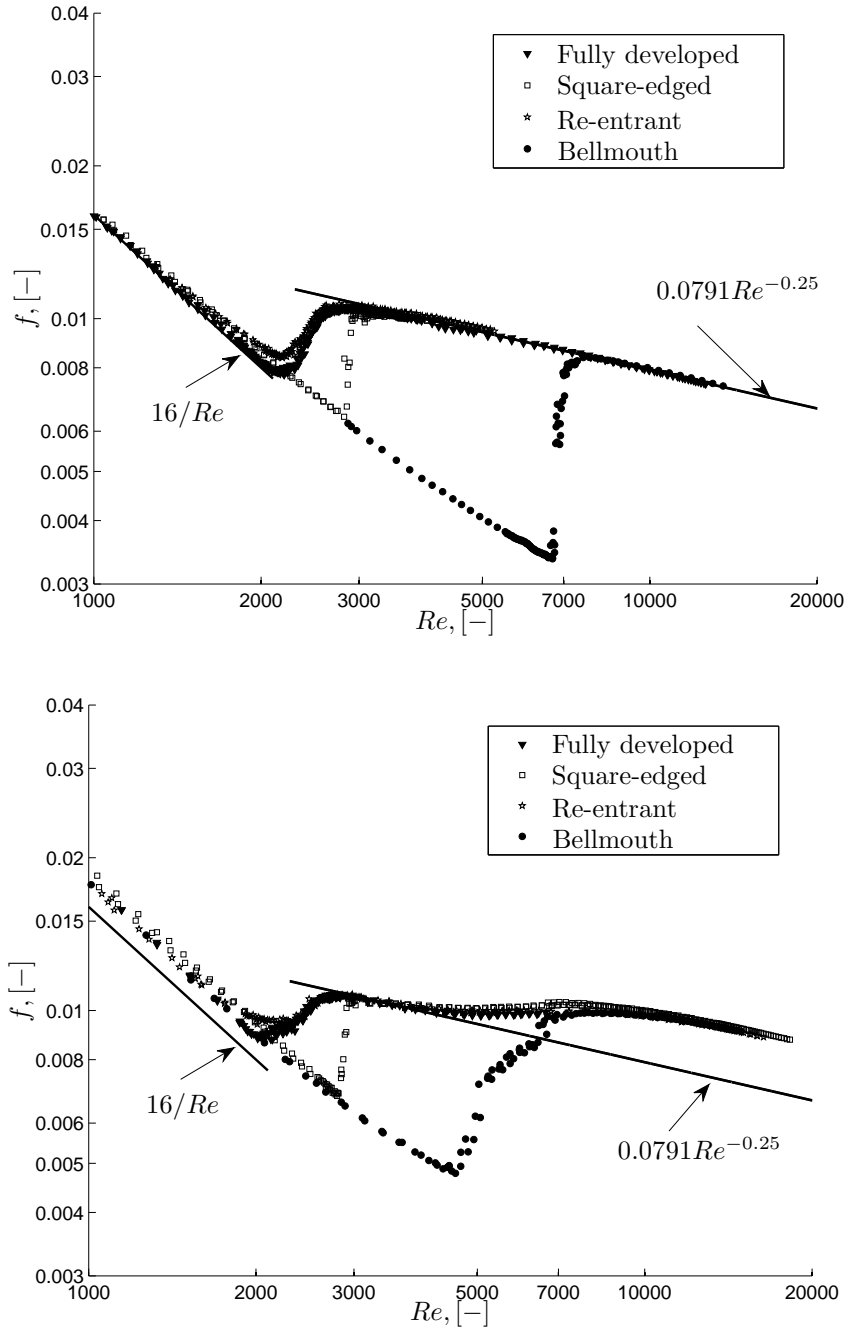 0.04
Fully developed
0.03
Square-edged
Re-entrant
Bellmouth
0.02
0.015
0.0791Re^{-0.25}
f, [−]
0.01
0.008
16/Re
0.006
0.005
0.004
0.003
1000 2000 3000 5000 7000 10000 20000
Re, [−]
0.04
Fully developed
0.03
Square-edged
Re-entrant
Bellmouth
0.02
0.015
f, [−]
0.01
0.008
16/Re
0.006
0.0791Re^{-0.25}
0.005
0.004
0.003
1000 2000 3000 5000 7000 10000 20000
Re, [−]